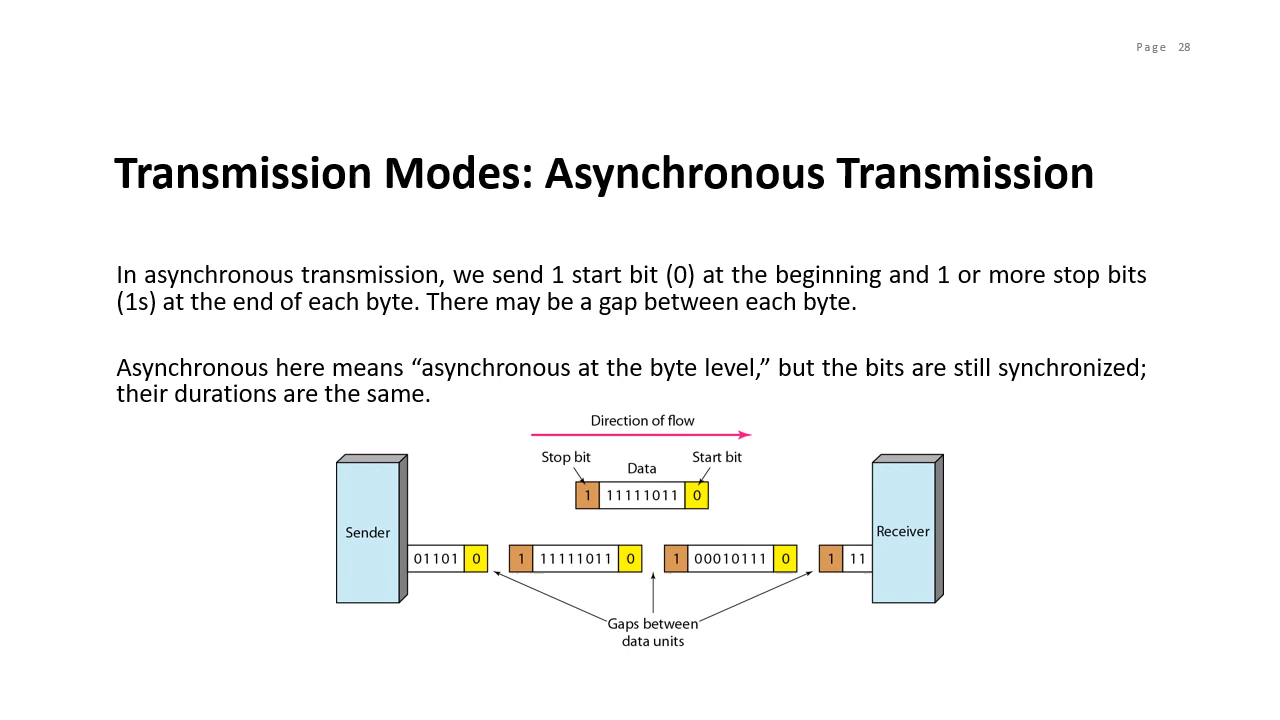 Page 28
Transmission Modes: Asynchronous Transmission
In asynchronous transmission, we send 1 start bit (0) at the beginning and 1 or more stop bits
(1s) at the end of each byte. There may be a gap between each byte.
Asynchronous here means “asynchronous at the byte level,” but the bits are still synchronized;
their durations are the same.
Direction of flow
Stop bit
Data
Start bit
1 11111011 0
Sender
Receiver
01101 0
1 11111011 0
1 00010111 0
1 11
Gaps between
data units